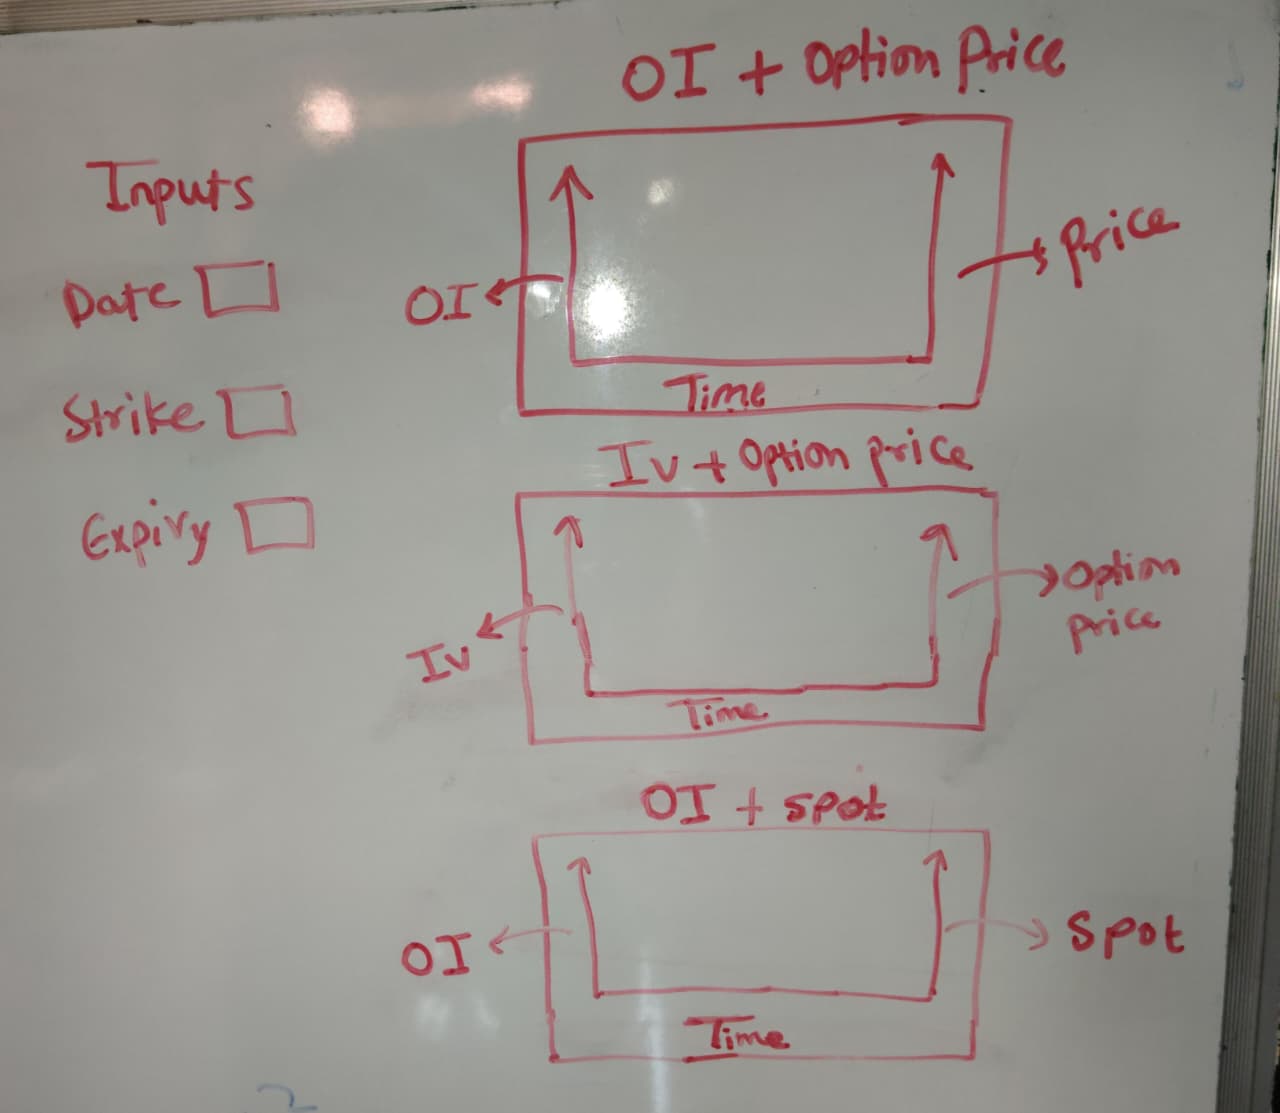 Inputs
Date
Strike
Expiry
OI + Option Price
OI
Price
Time
IV + Option price
IV
Option
price
Time
OI + spot
OI
Spot
Time